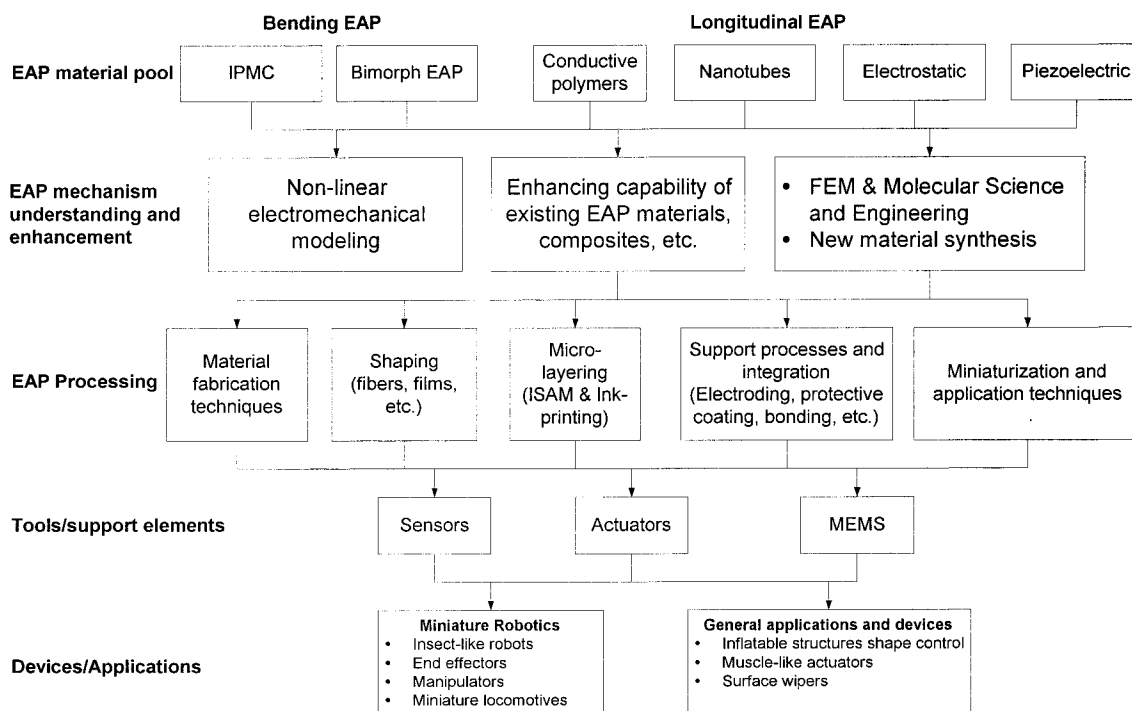 Bending EAP
Longitudinal EAP
EAP material pool
IPMC
Bimorph EAP
Conductive
polymers
Nanotubes
Electrostatic
Piezoelectric
EAP mechanism
understanding and
enhancement
Non-linear
electromechanical
modeling
Enhancing capability of
existing EAP materials,
composites, etc.
• FEM & Molecular Science
and Engineering
• New material synthesis
EAP Processing
Material
fabrication
techniques
Shaping
(fibers, films,
etc.)
Micro-
layering
(ISAM & Ink-
printing)
Support processes and
integration
(Electroding, protective
coating, bonding, etc.)
Miniaturization and
application techniques
.
Tools/support elements
Sensors
Actuators
MEMS
Devices/Applications
Miniature Robotics
• Insect-like robots
• End effectors
• Manipulators
• Miniature locomotives
General applications and devices
• Inflatable structures shape control
• Muscle-like actuators
• Surface wipers